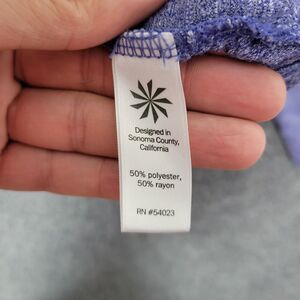 Designed in
Sonoma County,
California
50% polyester,
50% rayon
RN #54023